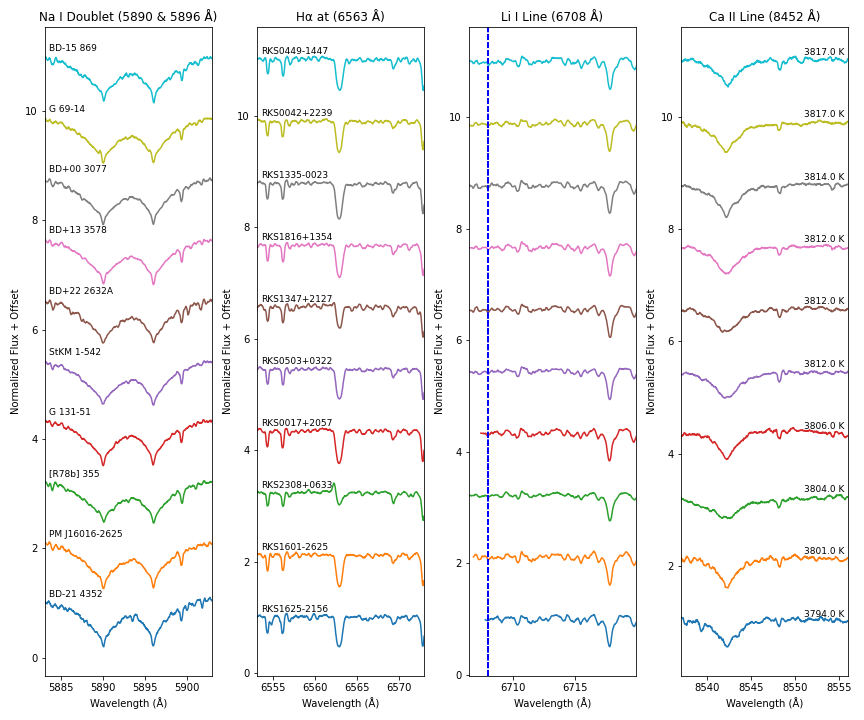 Na I Doublet (5890 & 5896 Å)
Normalized Flux + Offset
10
8
6
4
2
0
BD-15 869
G 69-14
BD+00 3077
BD+13 3578
BD+22 2632A
StKM 1-542
G 131-51
[R78b] 355
PM J16016-2625
BD-21 4352
5885 5890 5895 5900
Wavelength (Å)
Hα at (6563 Å)
Normalized Flux + Offset
10
8
6
4
2
0
RKS0449-1447
RKS0042+2239
RKS1335-0023
RKS1816+1354
RKS1347+2127
RKS0503+0322
RKS0017+2057
RKS2308+0633
RKS1601-2625
RKS1625-2156
6555 6560 6565 6570
Wavelength (Å)
Li I Line (6708 Å)
Normalized Flux + Offset
10
8
6
4
2
0
6710 6715
Wavelength (Å)
Ca II Line (8452 Å)
Normalized Flux + Offset
10
8
6
4
2
3817.0 K
3817.0 K
3814.0 K
3812.0 K
3812.0 K
3812.0 K
3806.0 K
3804.0 K
3801.0 K
3794.0 K
8540 8545 8550 8555
Wavelength (Å)